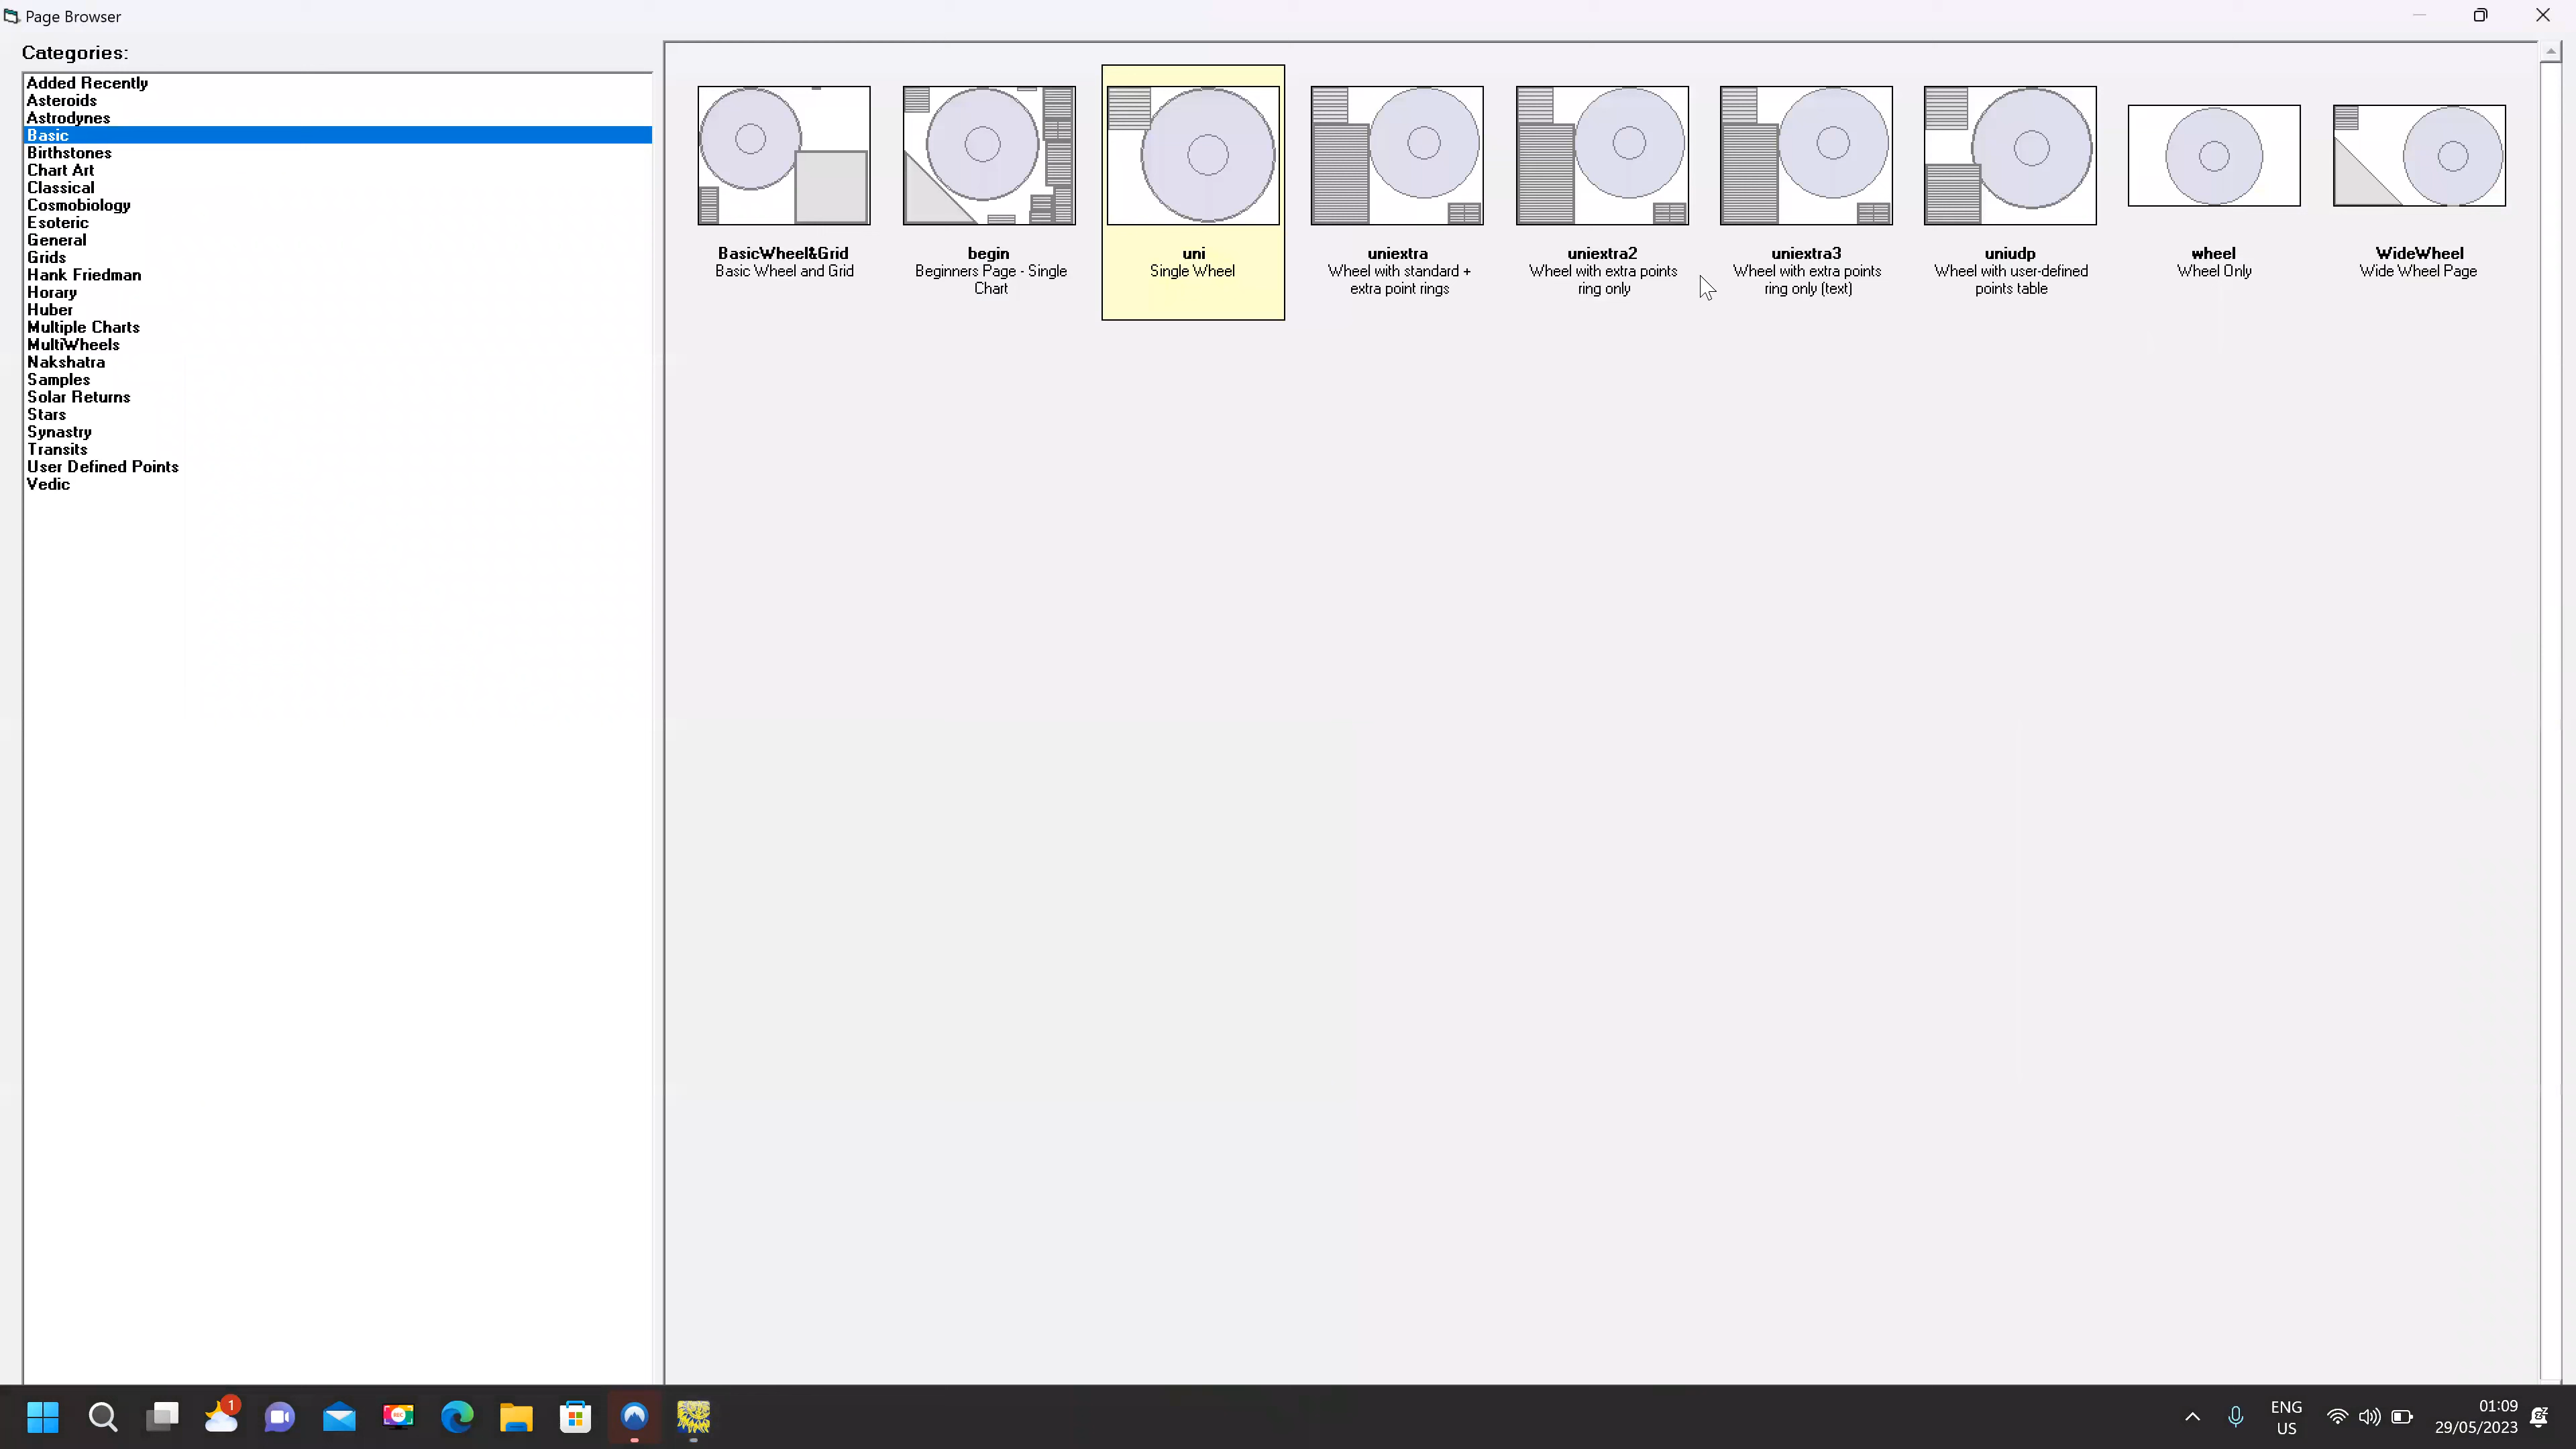 Page Browser
Categories:
Added Recently
Asteroids
Astrodynes
Basic
Birthstones
Chart Art
Classical
Cosmobiology
Esoteric
General
Grids
Hank Friedman
Horary
Huber
Multiple Charts
MultiWheels
Nakshatra
Samples
Solar Returns
Stars
Synastry
Transits
User Defined Points
Vedic
BasicWheel&Grid
Basic Wheel and Grid
begin
Beginners Page - Single
Chart
uni
Single Wheel
uniextra
Wheel with standard +
extra point rings
uniextra2
Wheel with extra points
ring only
uniextra3
Wheel with extra points
ring only (text)
uniudp
Wheel with user-defined
points table
wheel
Wheel Only
WideWheel
Wide Wheel Page
1
REC
ENG
US
01:09
29/05/2023